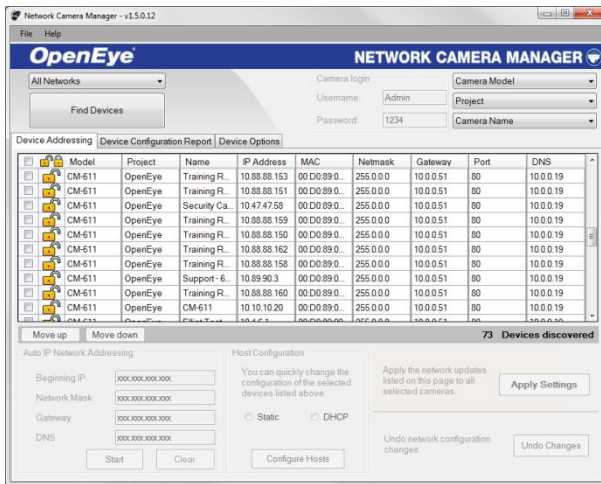 Network Camera Manager - v1.5.0.12
File Help
OpenEye NETWORK CAMERA MANAGER
All Networks
Find Devices
Camera login
Username: Admin
Password: 1234
Camera Model
Project
Camera Name
Device Addressing Device Configuration Report Device Options
Model Project Name IP Address MAC Netmask Gateway Port DNS
CM-611 OpenEye Training R... 10.88.88.153 00:D0:89:0... 255.0.0.0 10.0.0.51 80 10.0.0.19
CM-611 OpenEye Training R... 10.88.88.151 00:D0:89:0... 255.0.0.0 10.0.0.51 80 10.0.0.19
CM-611 OpenEye Security Ca... 10.47.47.58 00:D0:89:0... 255.0.0.0 10.0.0.51 80 10.0.0.19
CM-611 OpenEye Training R... 10.88.88.159 00:D0:89:0... 255.0.0.0 10.0.0.51 80 10.0.0.19
CM-611 OpenEye Training R... 10.88.88.150 00:D0:89:0... 255.0.0.0 10.0.0.51 80 10.0.0.19
CM-611 OpenEye Training R... 10.88.88.162 00:D0:89:0... 255.0.0.0 10.0.0.51 80 10.0.0.19
CM-611 OpenEye Training R... 10.88.88.158 00:D0:89:0... 255.0.0.0 10.0.0.51 80 10.0.0.19
CM-611 OpenEye Support - 6... 10.89.90.3 00:D0:89:0... 255.0.0.0 10.0.0.51 80 10.0.0.19
CM-611 OpenEye Training R... 10.88.88.160 00:D0:89:0... 255.0.0.0 10.0.0.51 80 10.0.0.19
CM-611 OpenEye CM-611 10.10.10.20 00:D0:89:0... 255.0.0.0 10.0.0.51 80 10.0.0.19
Move up Move down 73 Devices discovered
Auto IP Network Addressing
Beginning IP xxx.xxx.xxx.xxx
Network Mask xxx.xxx.xxx.xxx
Gateway xxx.xxx.xxx.xxx
DNS xxx.xxx.xxx.xxx
Start Clear
Host Configuration
You can quickly change the
configuration of the selected
devices listed above.
Static DHCP
Configure Hosts
Apply the network updates
listed on this page to all
selected cameras.
Apply Settings
Undo network configuration
changes.
Undo Changes